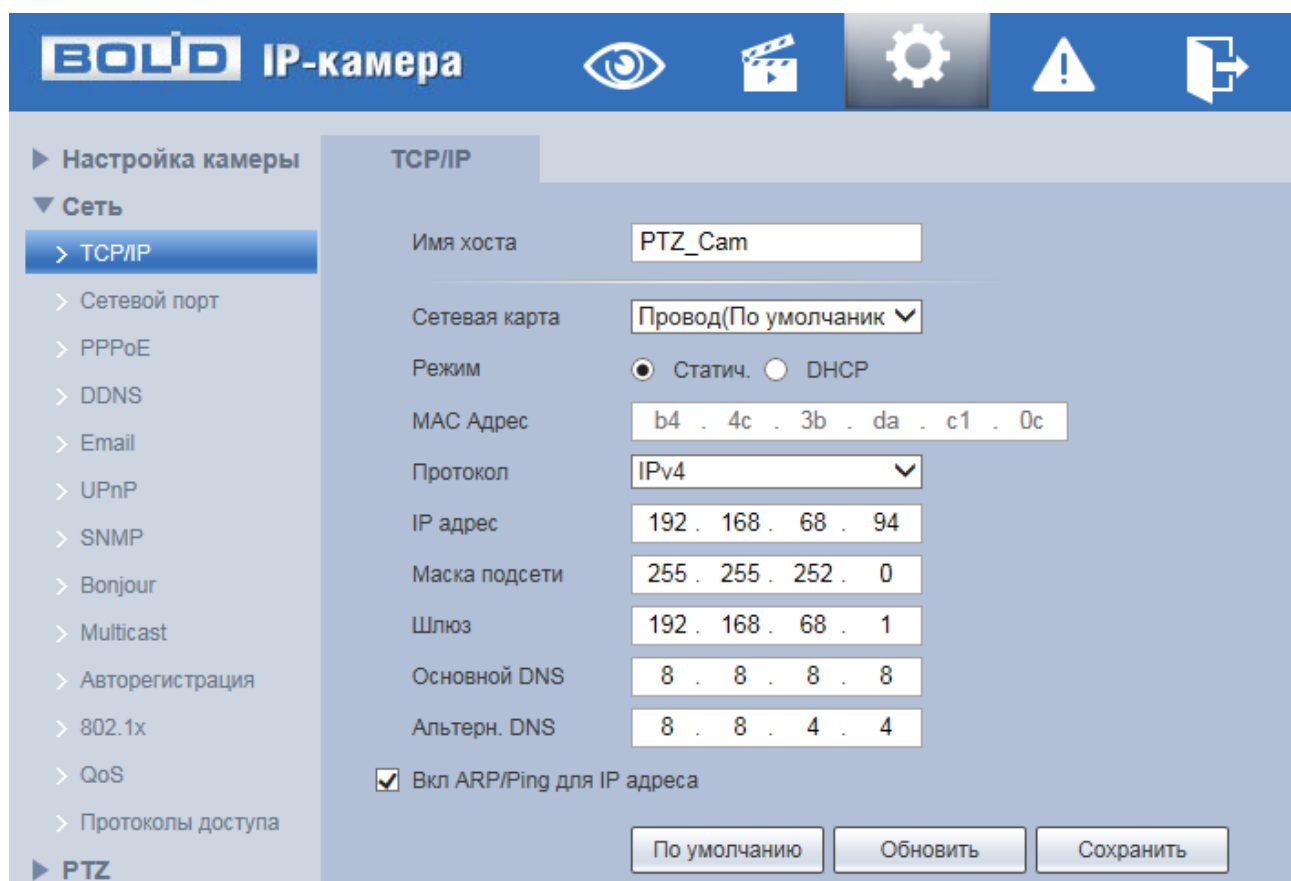 BOLID IP-камера
Настройка камеры
Сеть
TCP/IP
Сетевой порт
PPPoE
DDNS
Email
UPnP
SNMP
Bonjour
Multicast
Авторегистрация
802.1x
QoS
Протоколы доступа
PTZ
TCP/IP
Имя хоста PTZ_Cam
Сетевая карта Провод(По умолчаник
Режим Статич. DHCP
MAC Адрес b4 . 4c . 3b . da . c1 . 0c
Протокол IPv4
IP адрес 192 . 168 . 68 . 94
Маска подсети 255 . 255 . 252 . 0
Шлюз 192 . 168 . 68 . 1
Основной DNS 8 . 8 . 8 . 8
Альтерн. DNS 8 . 8 . 4 . 4
Вкл ARP/Ping для IP адреса
По умолчанию Обновить Сохранить